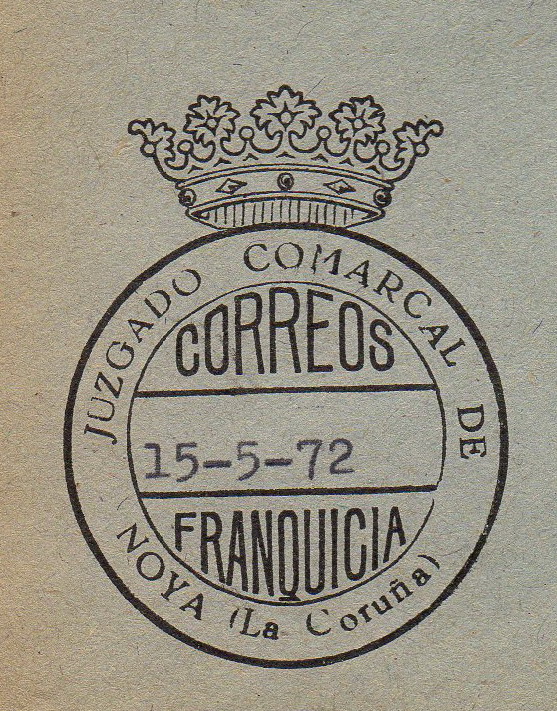 JUZGADO COMARCAL DE
NOYA (La Coruña)
CORREOS
15-5-72
FRANQUICIA